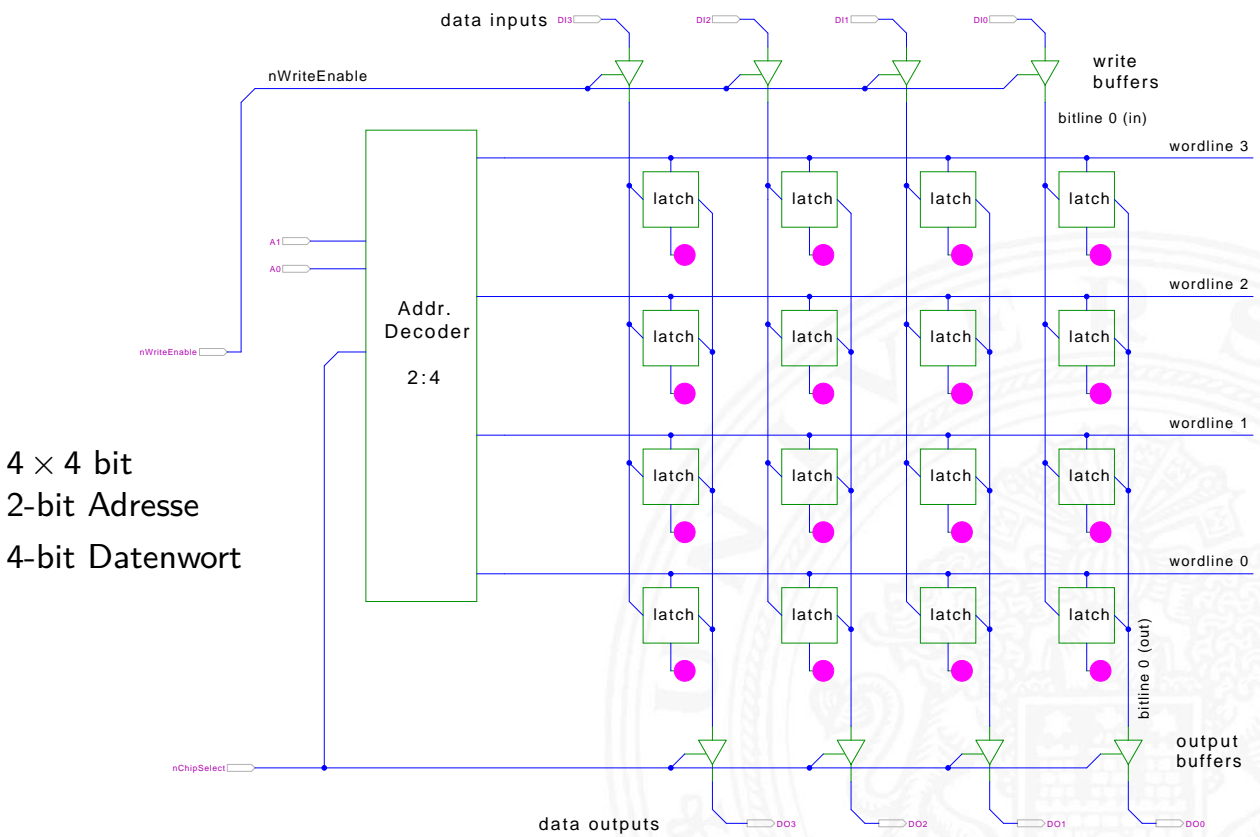 data inputs
DI3
DI2
DI1
DI0
nWriteEnable
write
buffers
bitline 0 (in)
wordline 3
latch
latch
latch
latch
A1
A0
Addr.
Decoder
2:4
wordline 2
latch
latch
latch
latch
nWriteEnable
wordline 1
4 × 4 bit
2-bit Adresse
4-bit Datenwort
latch
latch
latch
latch
wordline 0
latch
latch
latch
latch
bitline 0 (out)
output
buffers
nChipSelect
data outputs
DO3
DO2
DO1
DO0